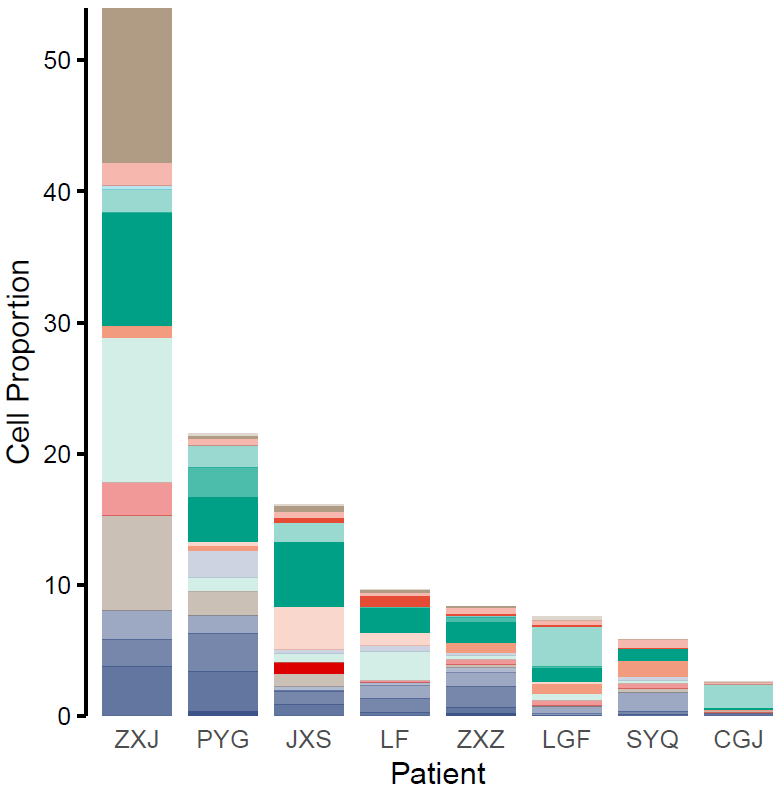 50
40
30
20
10
0
Cell Proportion
ZXJ PYG JXS LF ZXZ LGF SYQ CGJ
Patient